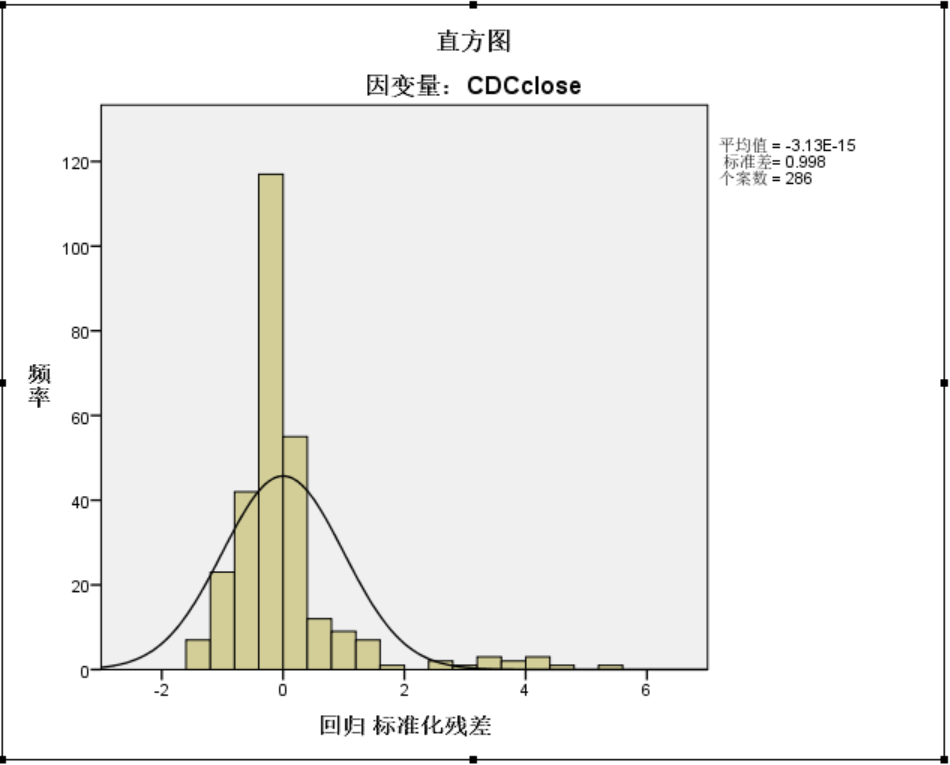 直方图
因变量：CDCclose
平均值 = -3.13E-15
标准差= 0.998
个案数 = 286
120
100
80
60
40
20
0
频率
-2 0 2 4 6
回归 标准化残差